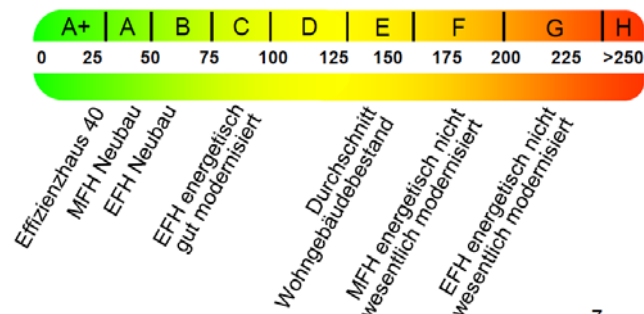 A+ A B C D E F G H
0 25 50 75 100 125 150 175 200 225 >250
Effizienzhaus 40
MFH Neubau
EFH Neubau
EFH energetisch
gut modernisiert
Durchschnitt
Wohngebäudebestand
MFH energetisch nicht
wesentlich modernisiert
EFH energetisch nicht
wesentlich modernisiert